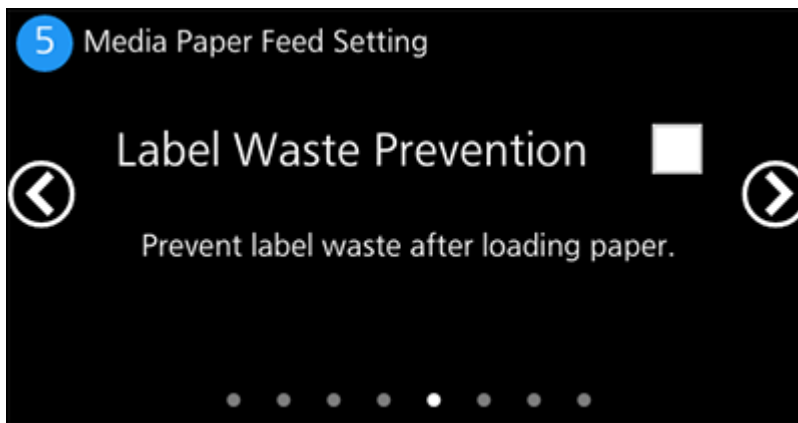 5 Media Paper Feed Setting
Label Waste Prevention
Prevent label waste after loading paper.